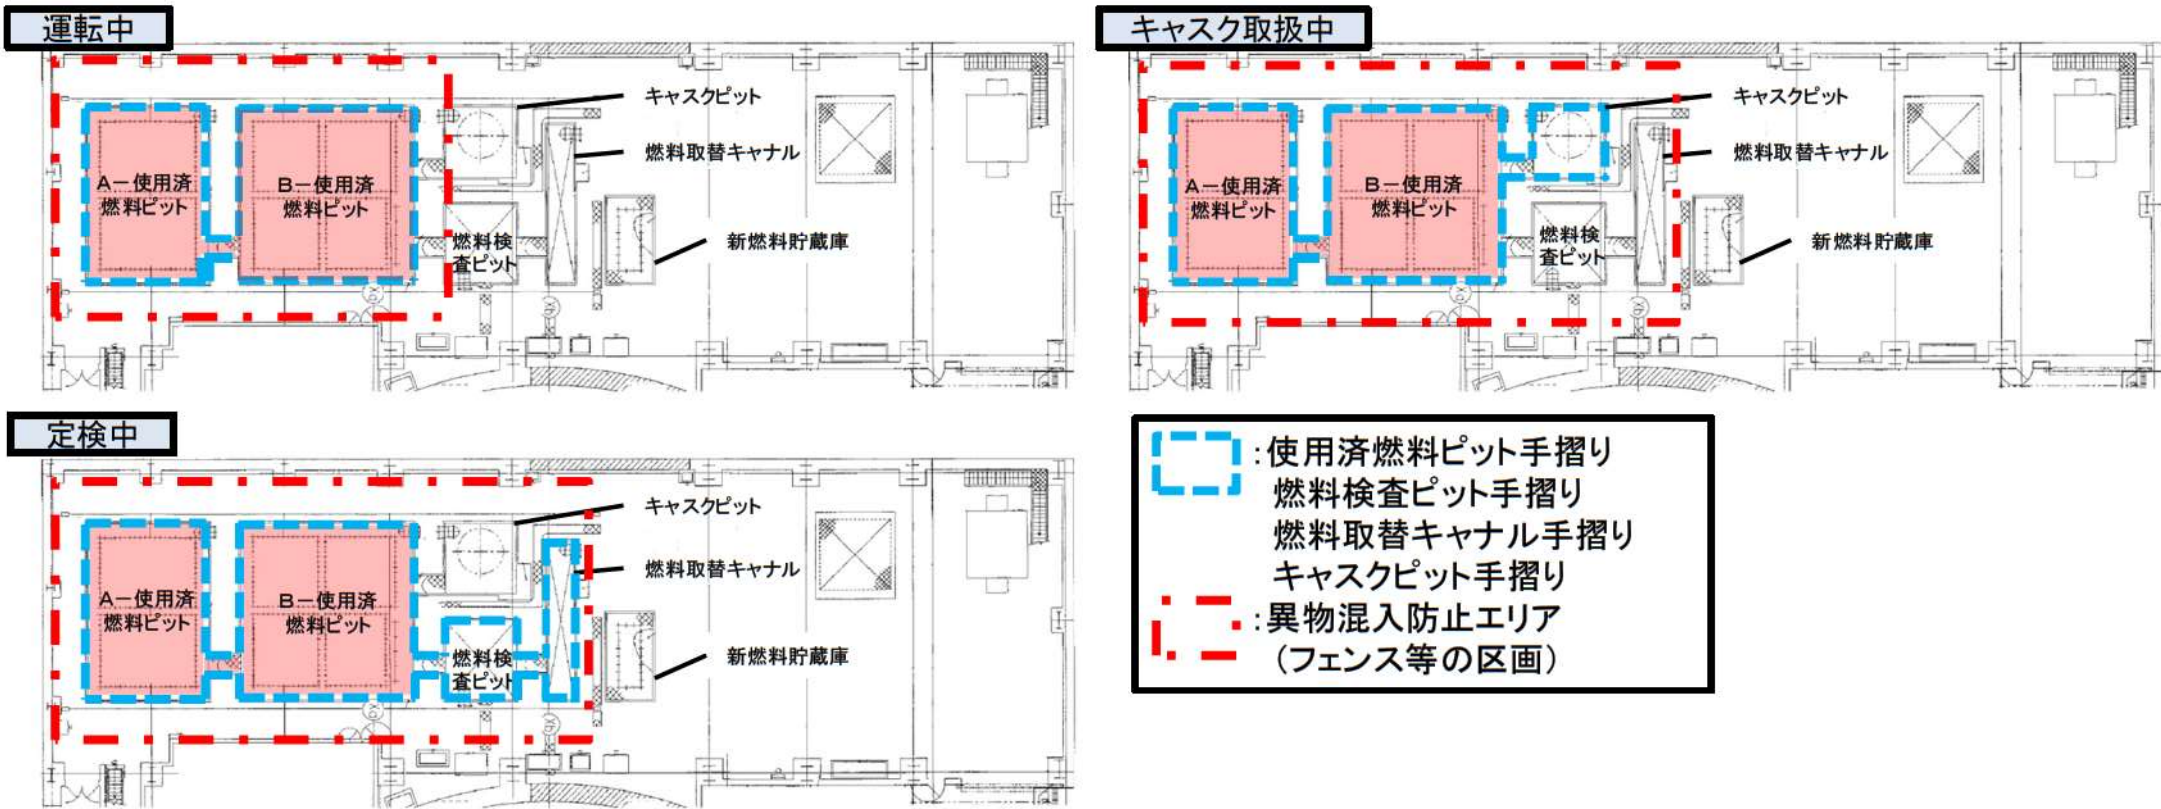 運転中
キャスクピット
燃料取替キャナル
A-使用済
燃料ピット
B-使用済
燃料ピット
燃料検
査ピット
新燃料貯蔵庫
キャスク取扱中
キャスクピット
燃料取替キャナル
A-使用済
燃料ピット
B-使用済
燃料ピット
燃料検
査ピット
新燃料貯蔵庫
定検中
キャスクピット
燃料取替キャナル
A-使用済
燃料ピット
B-使用済
燃料ピット
燃料検
査ピット
新燃料貯蔵庫
:使用済燃料ピット手摺り
燃料検査ピット手摺り
燃料取替キャナル手摺り
キャスクピット手摺り
:異物混入防止エリア
(フェンス等の区画)